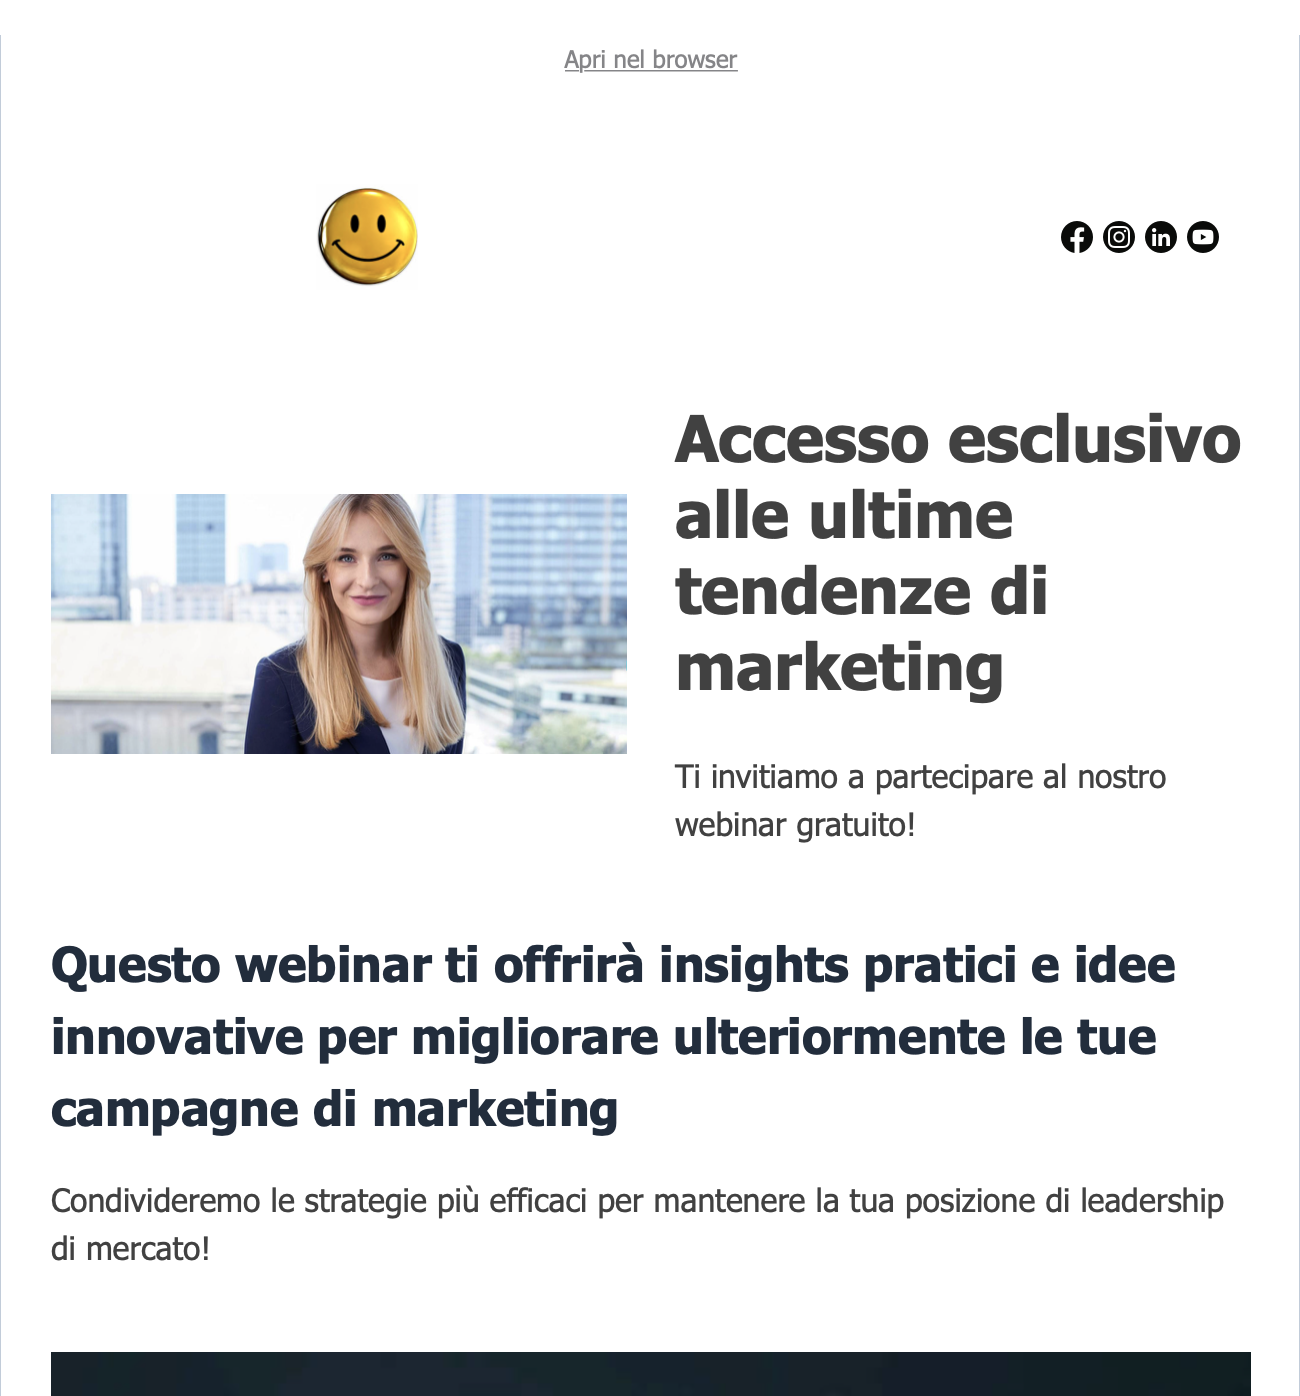 Apri nel browser
Accesso esclusivo
alle ultime
tendenze di
marketing
Ti invitiamo a partecipare al nostro
webinar gratuito!
Questo webinar ti offrirà insights pratici e idee
innovative per migliorare ulteriormente le tue
campagne di marketing
Condivideremo le strategie più efficaci per mantenere la tua posizione di leadership
di mercato!